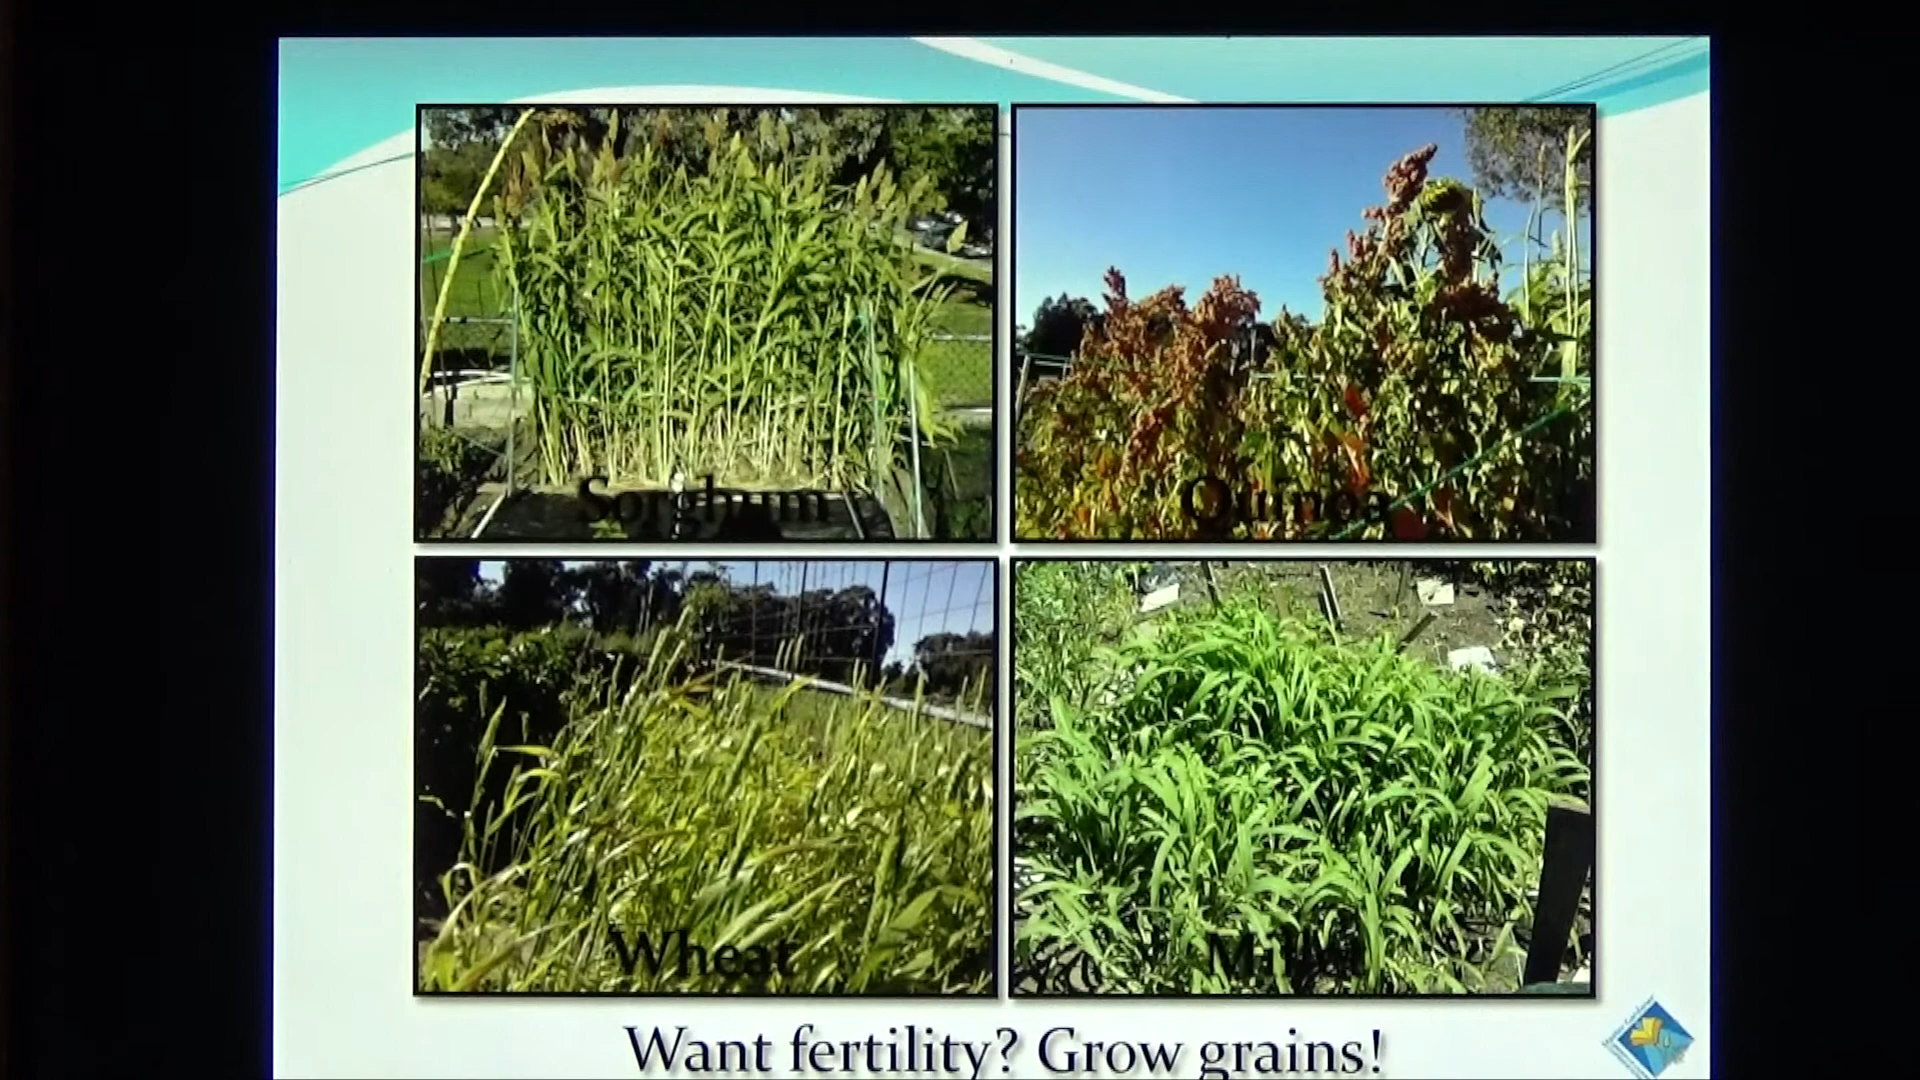 Sorghum
Quinoa
Wheat
Millet
Want fertility? Grow grains!